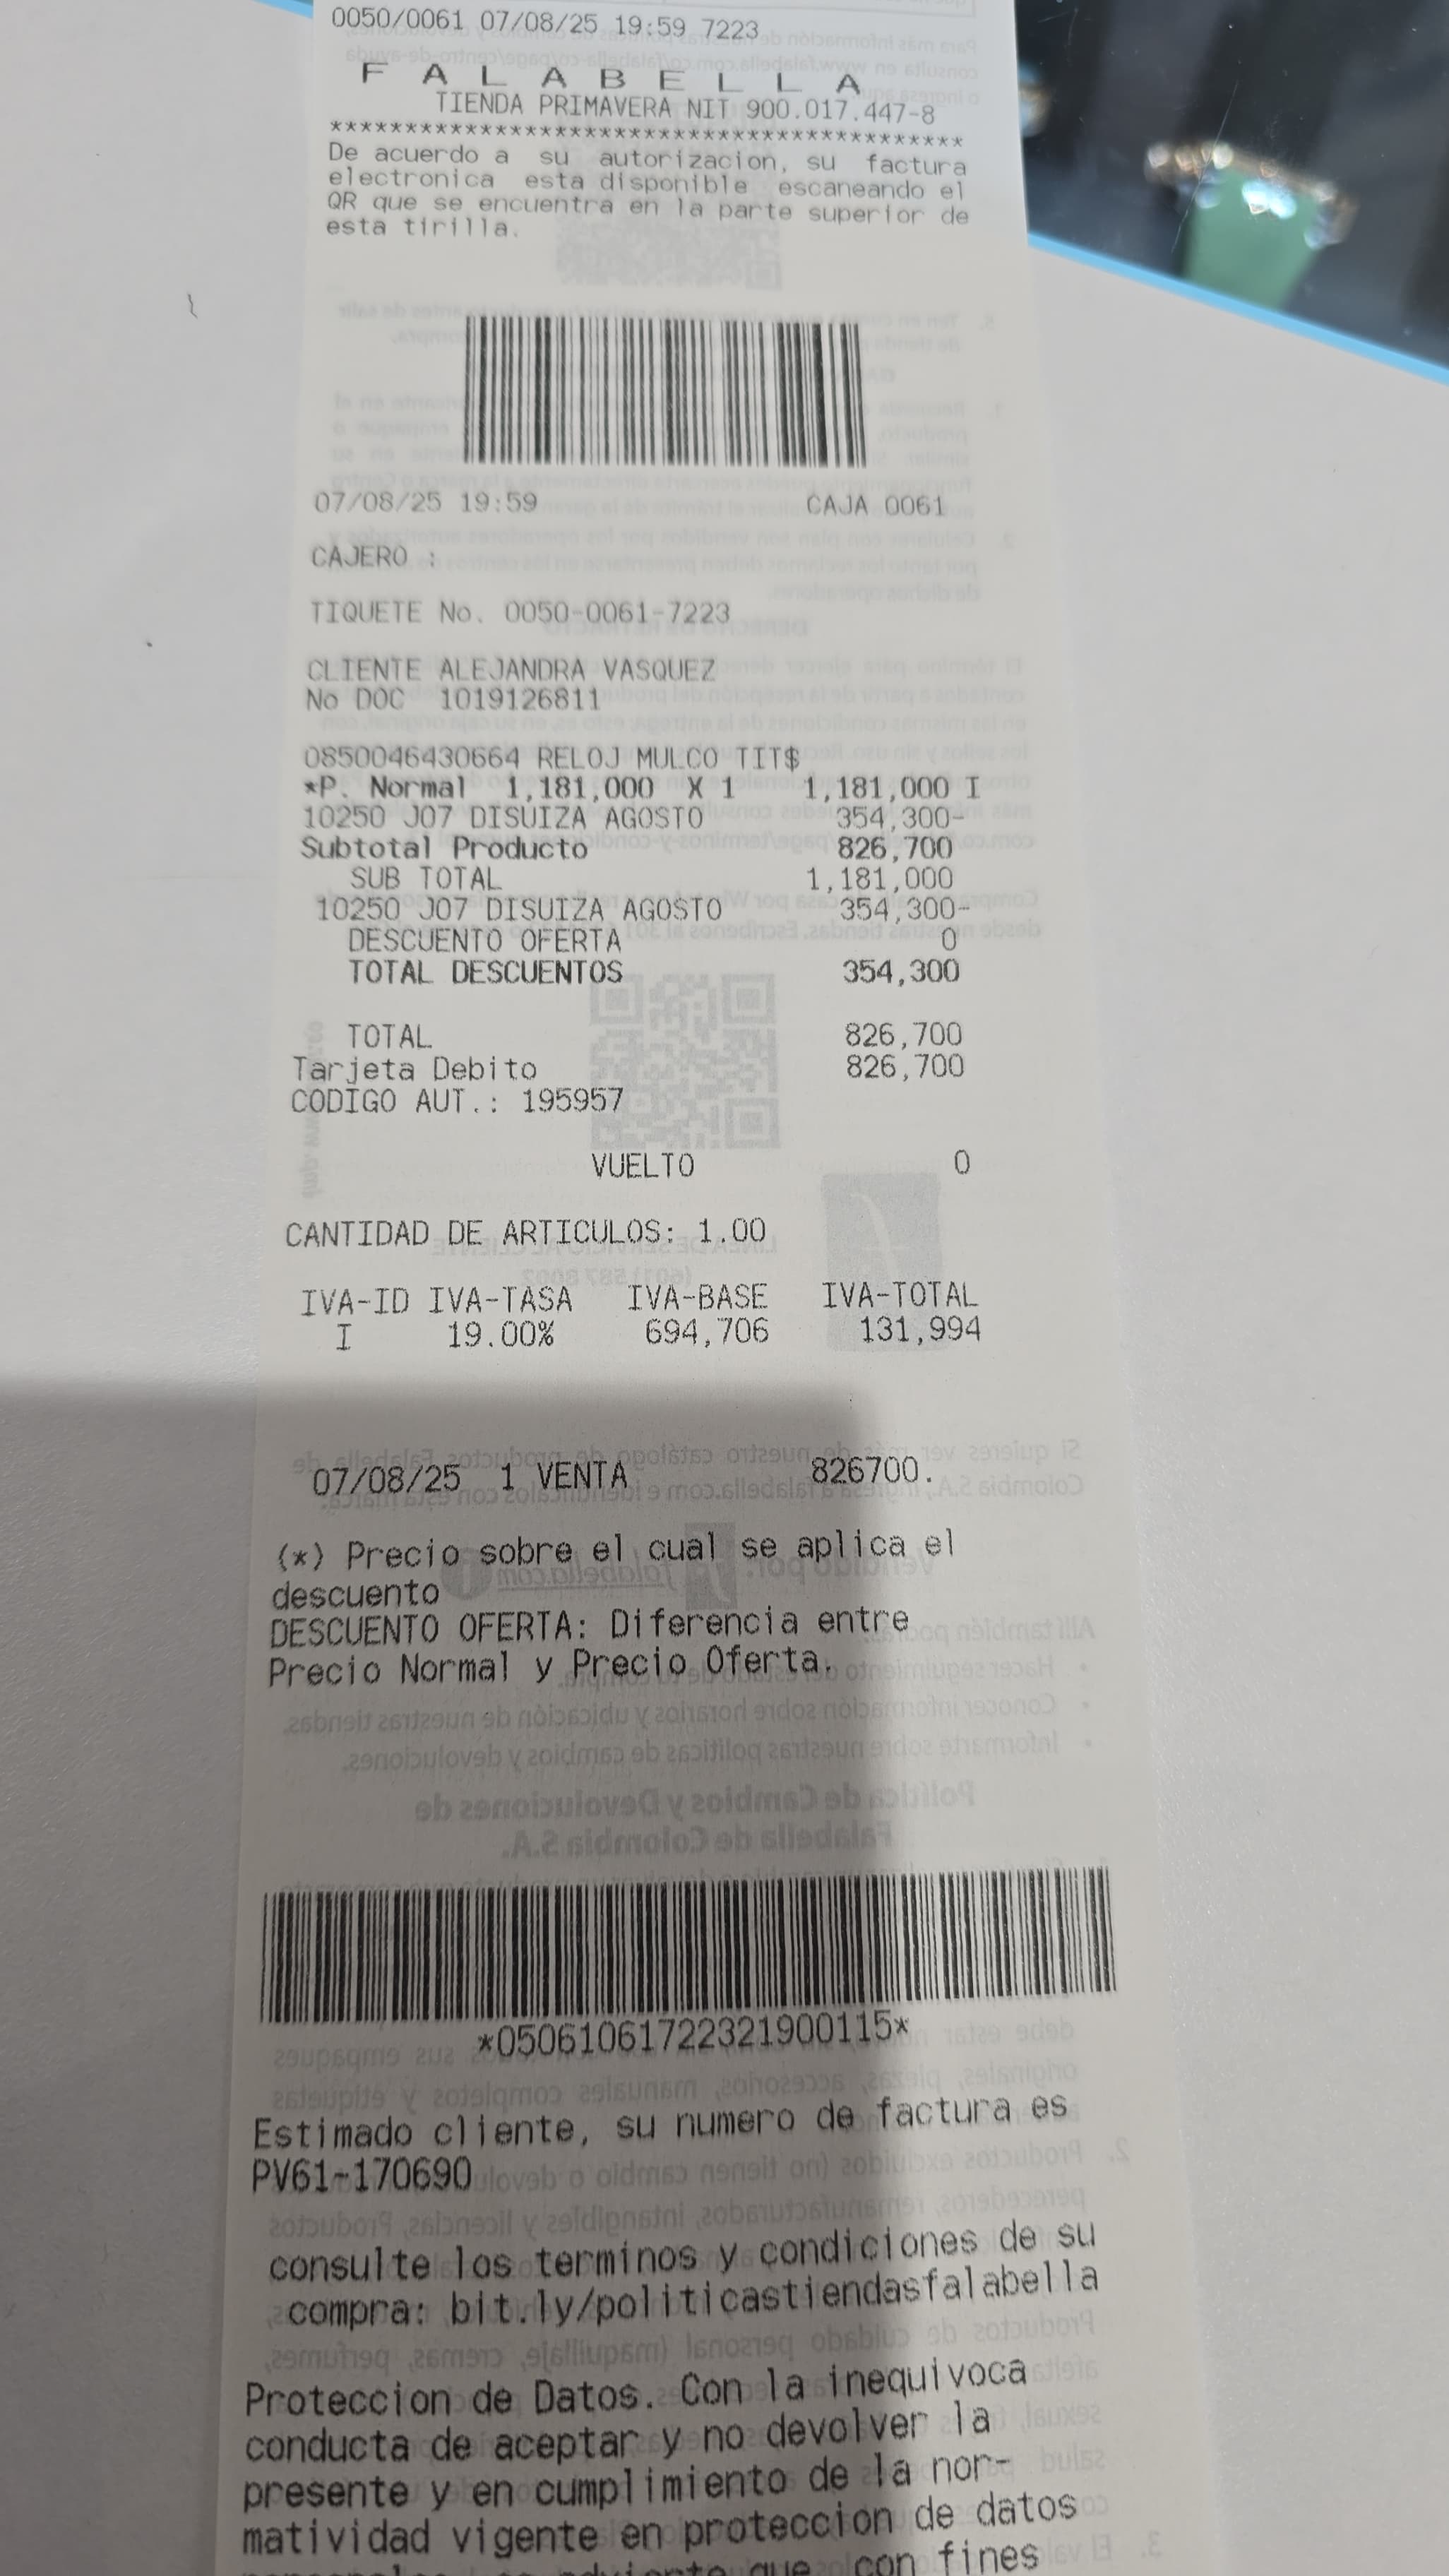 0050/0061 07/08/25 19:59 7223
F A L A B E L L A
TIENDA PRIMAVERA NIT 900.017.447-8
******************************************
De acuerdo a su autorizacion, su factura
electronica esta disponible escaneando el
QR que se encuentra en la parte superior de
esta tirilla.
07/08/25 19:59 CAJA 0061
CAJERO :
TIQUETE No. 0050-0061-7223
CLIENTE ALEJANDRA VASQUEZ
No DOC 1019126811
0850046430664 RELOJ MULCO TIT$
*P. Normal 1,181,000 X 1 1,181,000 I
10250 J07 DISUIZA AGOSTO 354,300-
Subtotal Producto 826,700
SUB TOTAL 1,181,000
10250 J07 DISUIZA AGOSTO 354,300-
DESCUENTO OFERTA 0
TOTAL DESCUENTOS 354,300
TOTAL 826,700
Tarjeta Debito 826,700
CODIGO AUT.: 195957
VUELTO 0
CANTIDAD DE ARTICULOS: 1.00
IVA-ID IVA-TASA IVA-BASE IVA-TOTAL
I 19.00% 694,706 131,994
07/08/25 1 VENTA 826700.
(*) Precio sobre el cual se aplica el
descuento
DESCUENTO OFERTA: Diferencia entre
Precio Normal y Precio Oferta.
*05061061722321900115*
Estimado cliente, su numero de factura es
PV61-170690
consulte los terminos y condiciones de su
compra: bit.ly/politicastiendasfalabella
Proteccion de Datos. Con la inequivoca
conducta de aceptar y no devolver la
presente y en cumplimiento de la nor-
matividad vigente en proteccion de datos
que con fines